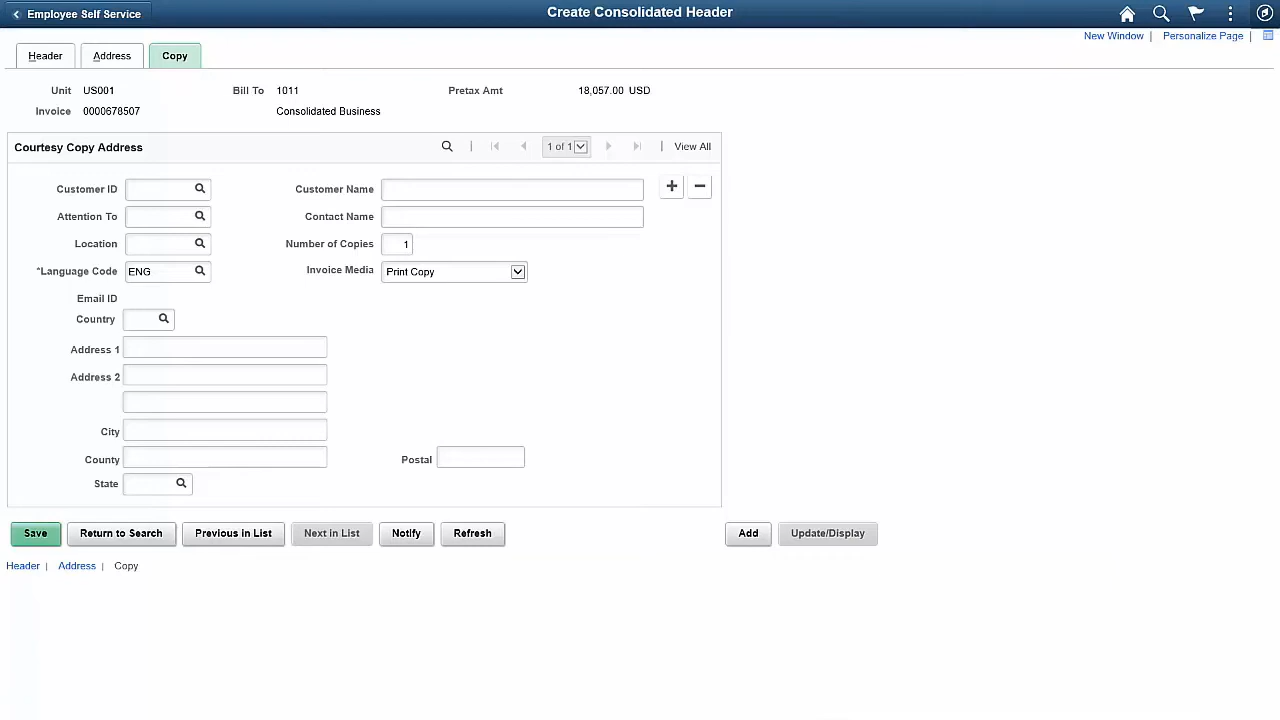 Employee Self Service
Create Consolidated Header
New Window | Personalize Page |
Header Address Copy
Unit US001 Bill To 1011 Pretax Amt 18,057.00 USD
Invoice 0000678507 Consolidated Business
Courtesy Copy Address | 1 of 1 | View All
Customer ID Customer Name + −
Attention To Contact Name
Location Number of Copies 1
*Language Code ENG Invoice Media Print Copy
Email ID
Country
Address 1
Address 2
City
County Postal
State
Save Return to Search Previous in List Next in List Notify Refresh Add Update/Display
Header | Address | Copy